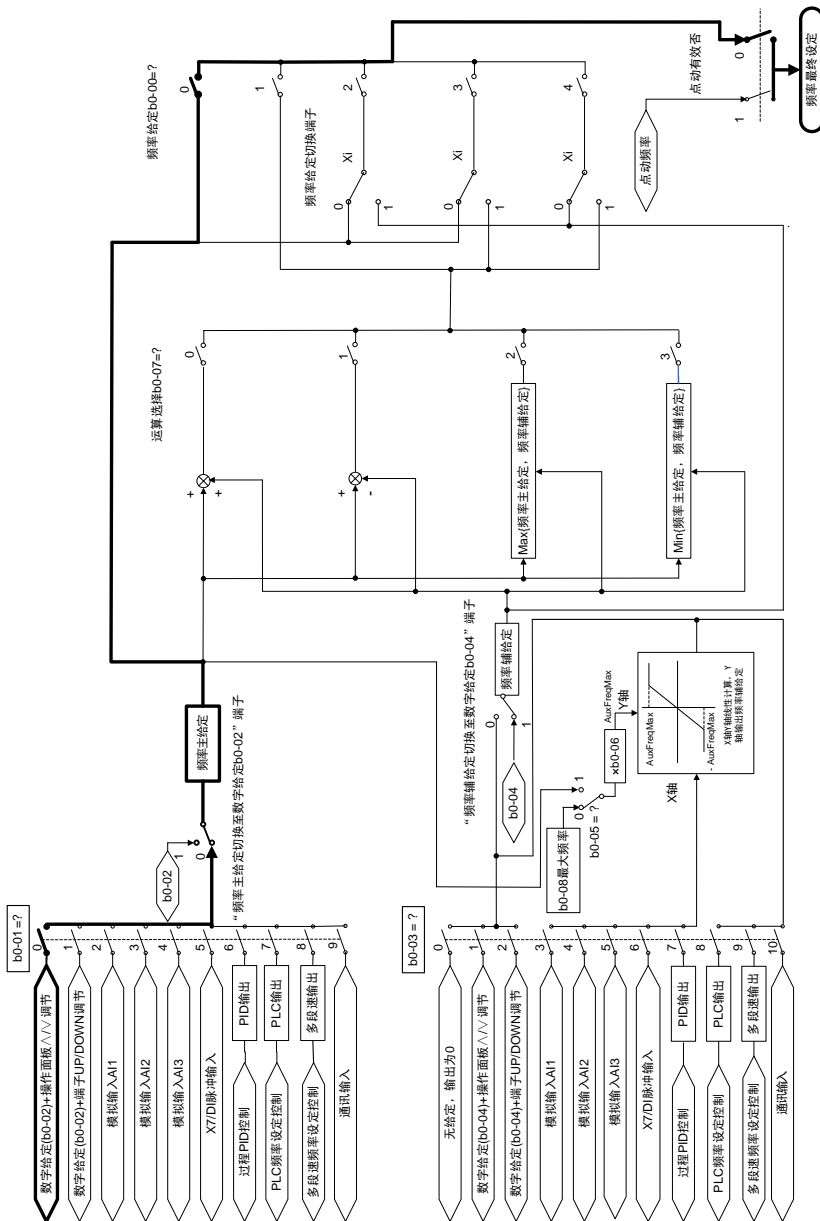 b0-01=?
数字给定(b0-02)+操作面板∧/∨调节
0
数字给定(b0-02)+端子UP/DOWN调节
1
模拟输入AI1
2
模拟输入AI2
3
模拟输入AI3
4
X7/DI脉冲输入
5
过程PID控制
PID输出
6
PLC频率设定控制
PLC输出
7
多段速频率设定控制
多段速输出
8
通讯输入
9
b0-02
1
0
“频率主给定切换至数字给定b0-02”端子
频率主给定
b0-03 = ?
无给定，输出为0
0
数字给定(b0-04)+操作面板∧/∨调节
1
数字给定(b0-04)+端子UP/DOWN调节
2
模拟输入AI1
3
模拟输入AI2
4
模拟输入AI3
5
X7/DI脉冲输入
6
过程PID控制
PID输出
7
PLC频率设定控制
PLC输出
8
多段速频率设定控制
多段速输出
9
通讯输入
10
“频率辅给定切换至数字给定b0-04”端子
0
1
b0-04
频率辅给定
b0-08最大频率
0
1
b0-05 = ?
×b0-06
AuxFreqMax
Y轴
X轴
AuxFreqMax
- AuxFreqMax
X轴Y轴线性计算，Y
轴输出频率辅给定
运算选择b0-07=?
+
+
0
+
-
1
Max{频率主给定，频率辅给定}
2
Min{频率主给定，频率辅给定}
3
频率给定b0-00=?
0
1
频率给定切换端子
0
1
Xi
2
0
1
Xi
3
0
1
Xi
4
点动频率
点动有效否
1
0
频率最终设定